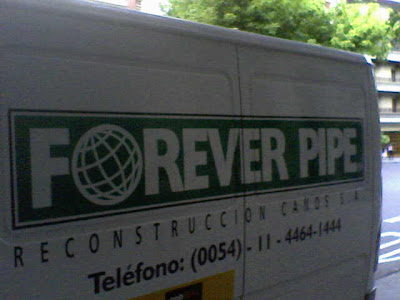 FOREVER PIPE
RECONSTRUCCION CAÑOS S.A.
Teléfono: (0054) - 11 - 4464-1444